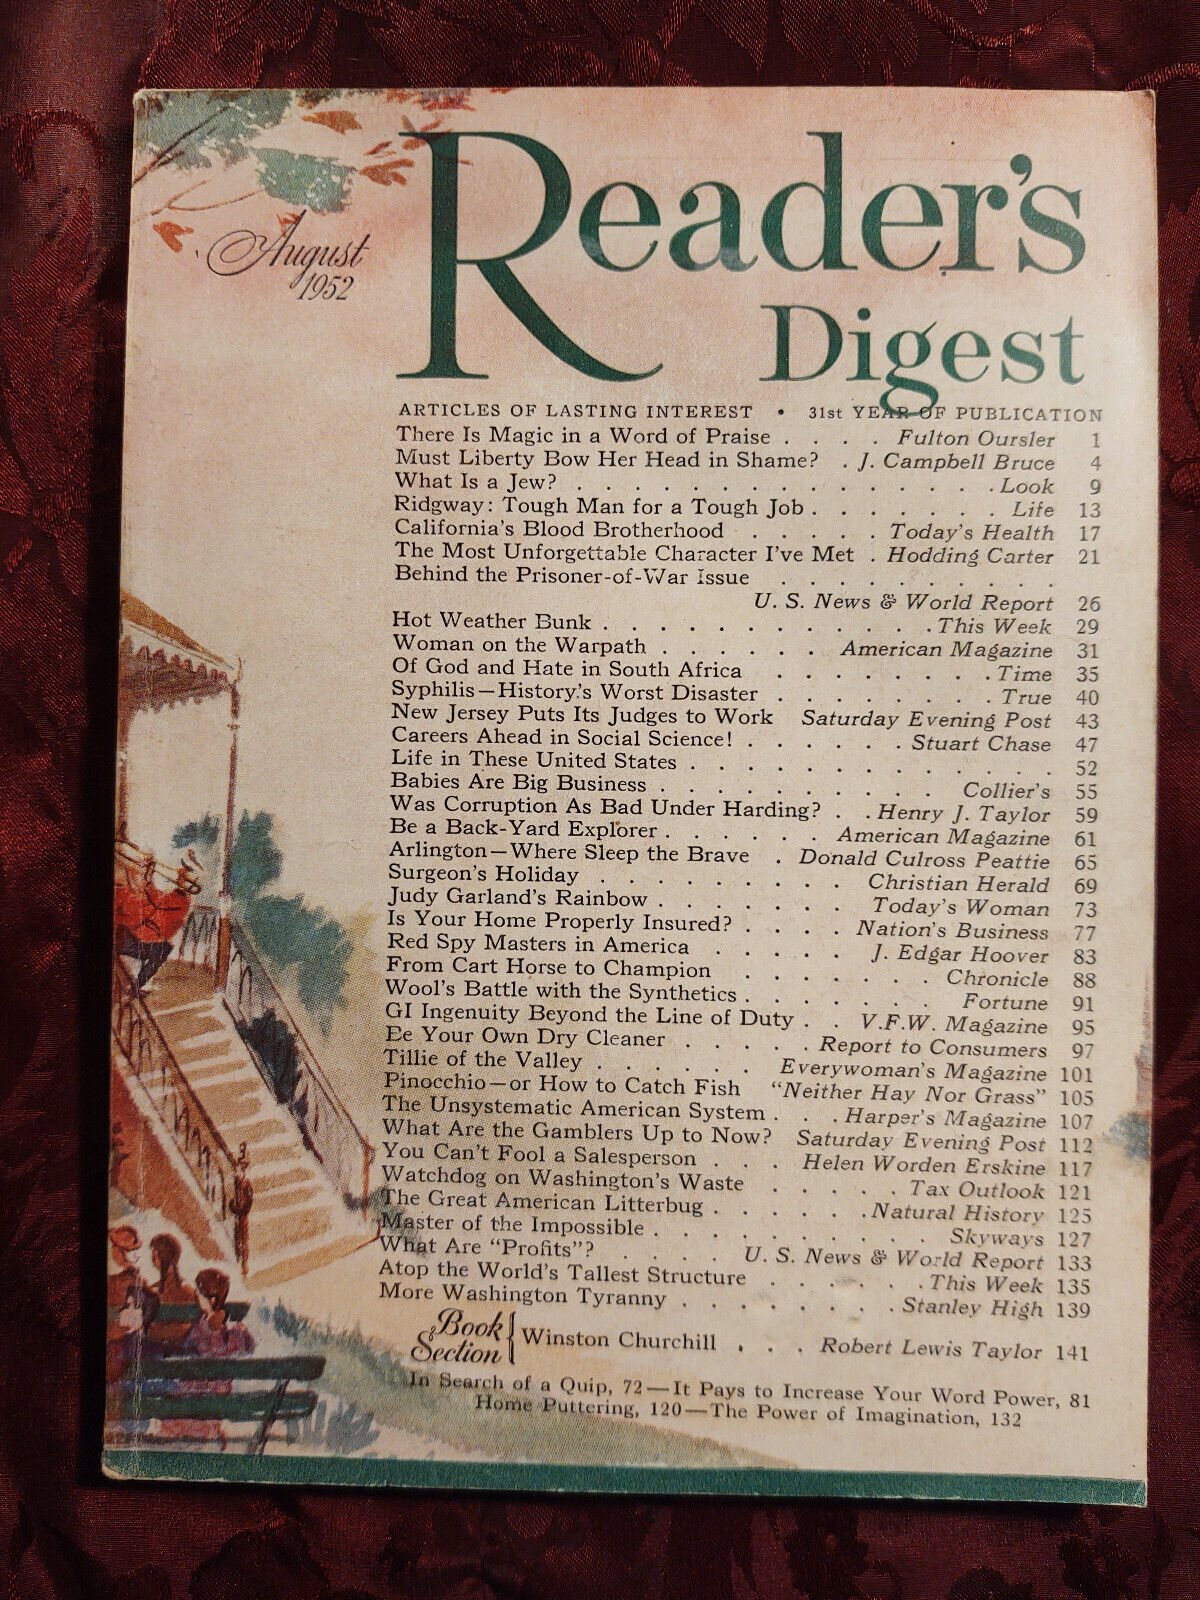 Reader's
Digest
August
1952
ARTICLES OF LASTING INTEREST • 31st YEAR OF PUBLICATION
There Is Magic in a Word of Praise . . . . Fulton Oursler 1
Must Liberty Bow Her Head in Shame? . J. Campbell Bruce 4
What Is a Jew? . . . . . . . . . . . . . . . . . Look 9
Ridgway: Tough Man for a Tough Job . . . . . . . Life 13
California's Blood Brotherhood . . . . . Today's Health 17
The Most Unforgettable Character I've Met . Hodding Carter 21
Behind the Prisoner-of-War Issue . . . . . . . . . .
U. S. News & World Report 26
Hot Weather Bunk . . . . . . . . . . . . . This Week 29
Woman on the Warpath . . . . . . American Magazine 31
Of God and Hate in South Africa . . . . . . . . Time 35
Syphilis—History's Worst Disaster . . . . . . . . True 40
New Jersey Puts Its Judges to Work Saturday Evening Post 43
Careers Ahead in Social Science! . . . . . . Stuart Chase 47
Life in These United States . . . . . . . . . . . . . 52
Babies Are Big Business . . . . . . . . . . Collier's 55
Was Corruption As Bad Under Harding? . . Henry J. Taylor 59
Be a Back-Yard Explorer . . . . . . American Magazine 61
Arlington—Where Sleep the Brave . Donald Culross Peattie 65
Surgeon's Holiday . . . . . . . . . Christian Herald 69
Judy Garland's Rainbow . . . . . . . Today's Woman 73
Is Your Home Properly Insured? . . . . Nation's Business 77
Red Spy Masters in America . . . . . J. Edgar Hoover 83
From Cart Horse to Champion . . . . . . Chronicle 88
Wool's Battle with the Synthetics . . . . . . . Fortune 91
GI Ingenuity Beyond the Line of Duty . . V.F.W. Magazine 95
Ee Your Own Dry Cleaner . . . . . Report to Consumers 97
Tillie of the Valley . . . . . . Everywoman's Magazine 101
Pinocchio—or How to Catch Fish "Neither Hay Nor Grass" 105
The Unsystematic American System . . . Harper's Magazine 107
What Are the Gamblers Up to Now? Saturday Evening Post 112
You Can't Fool a Salesperson . . . Helen Worden Erskine 117
Watchdog on Washington's Waste . . . . . Tax Outlook 121
The Great American Litterbug . . . . . . Natural History 125
Master of the Impossible . . . . . . . . . . Skyways 127
What Are "Profits"? . . . . U. S. News & World Report 133
Atop the World's Tallest Structure . . . . . . This Week 135
More Washington Tyranny . . . . . . . . Stanley High 139
Book
Section { Winston Churchill . . . Robert Lewis Taylor 141
In Search of a Quip, 72—It Pays to Increase Your Word Power, 81
Home Puttering, 120—The Power of Imagination, 132